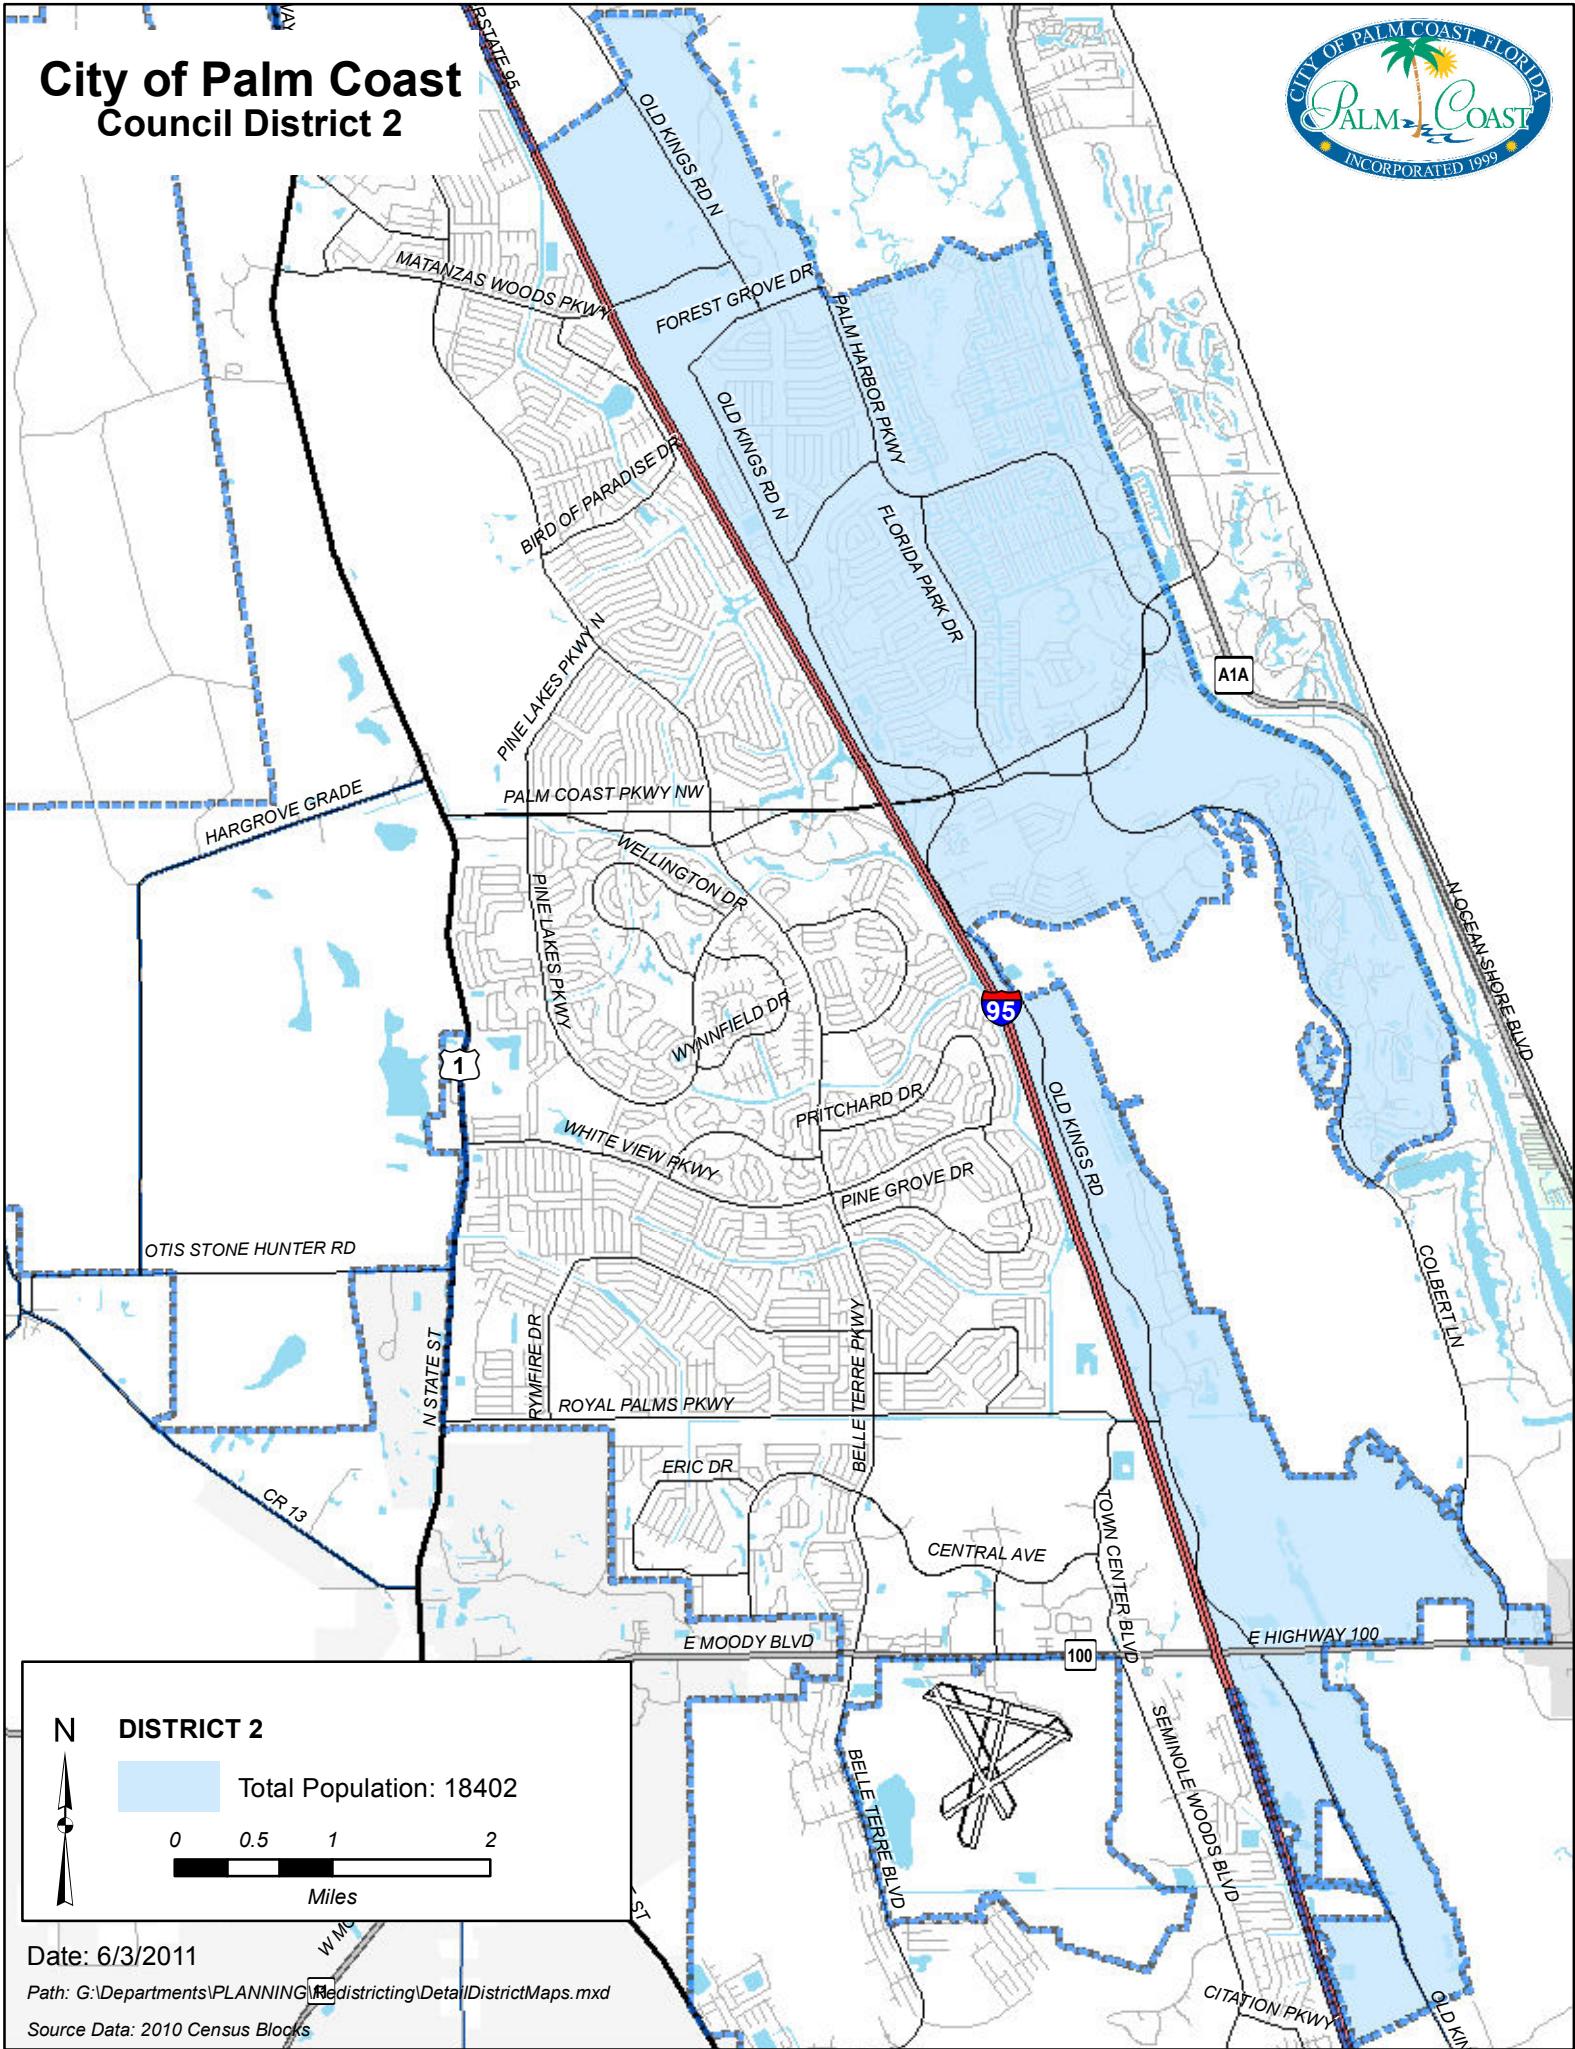 City of Palm Coast
Council District 2
CITY OF PALM COAST, FLORIDA
PALM COAST
INCORPORATED 1999
WAY
RSTATE 95
OLD KINGS RD N
MATANZAS WOODS PKWY
FOREST GROVE DR
PALM HARBOR PKWY
OLD KINGS RD N
BIRD OF PARADISE DR
FLORIDA PARK DR
PINE LAKES PKWY N
A1A
PALM COAST PKWY NW
HARGROVE GRADE
WELLINGTON DR
PINE LAKES PKWY
N OCEAN SHORE BLVD
WYNNFIELD DR
95
1
PRITCHARD DR
OLD KINGS RD
WHITE VIEW PKWY
PINE GROVE DR
OTIS STONE HUNTER RD
COLBERT LN
N STATE ST
RYMFIRE DR
BELLE TERRE PKWY
ROYAL PALMS PKWY
ERIC DR
CR 13
TOWN CENTER BLVD
CENTRAL AVE
E MOODY BLVD
100
E HIGHWAY 100
SEMINOLE WOODS BLVD
BELLE TERRE BLVD
CITATION PKWY
OLD KIN
N
DISTRICT 2
Total Population: 18402
0 0.5 1 2
Miles
E ST
W MO
Date: 6/3/2011
Path: G:\Departments\PLANNING\Redistricting\DetailDistrictMaps.mxd
Source Data: 2010 Census Blocks